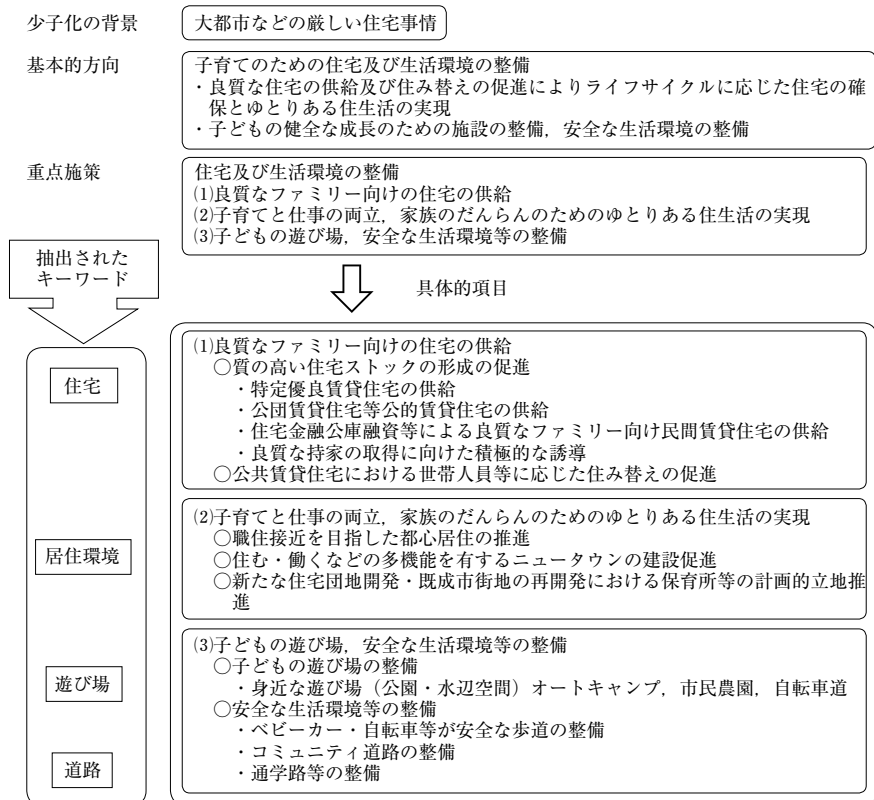 少子化の背景
大都市などの厳しい住宅事情
基本的方向
子育てのための住宅及び生活環境の整備
・良質な住宅の供給及び住み替えの促進によりライフサイクルに応じた住宅の確
保とゆとりある住生活の実現
・子どもの健全な成長のための施設の整備，安全な生活環境の整備
重点施策
住宅及び生活環境の整備
⑴良質なファミリー向けの住宅の供給
⑵子育てと仕事の両立，家族のだんらんのためのゆとりある住生活の実現
⑶子どもの遊び場，安全な生活環境等の整備
抽出された
キーワード
具体的項目
住宅
⑴良質なファミリー向けの住宅の供給
○質の高い住宅ストックの形成の促進
・特定優良賃貸住宅の供給
・公団賃貸住宅等公的賃貸住宅の供給
・住宅金融公庫融資等による良質なファミリー向け民間賃貸住宅の供給
・良質な持家の取得に向けた積極的な誘導
○公共賃貸住宅における世帯人員等に応じた住み替えの促進
居住環境
⑵子育てと仕事の両立，家族のだんらんのためのゆとりある住生活の実現
○職住接近を目指した都心居住の推進
○住む・働くなどの多機能を有するニュータウンの建設促進
○新たな住宅団地開発・既成市街地の再開発における保育所等の計画的立地推
進
遊び場
⑶子どもの遊び場，安全な生活環境等の整備
○子どもの遊び場の整備
・身近な遊び場（公園・水辺空間）オートキャンプ，市民農園，自転車道
○安全な生活環境等の整備
・ベビーカー・自転車等が安全な歩道の整備
・コミュニティ道路の整備
・通学路等の整備
道路